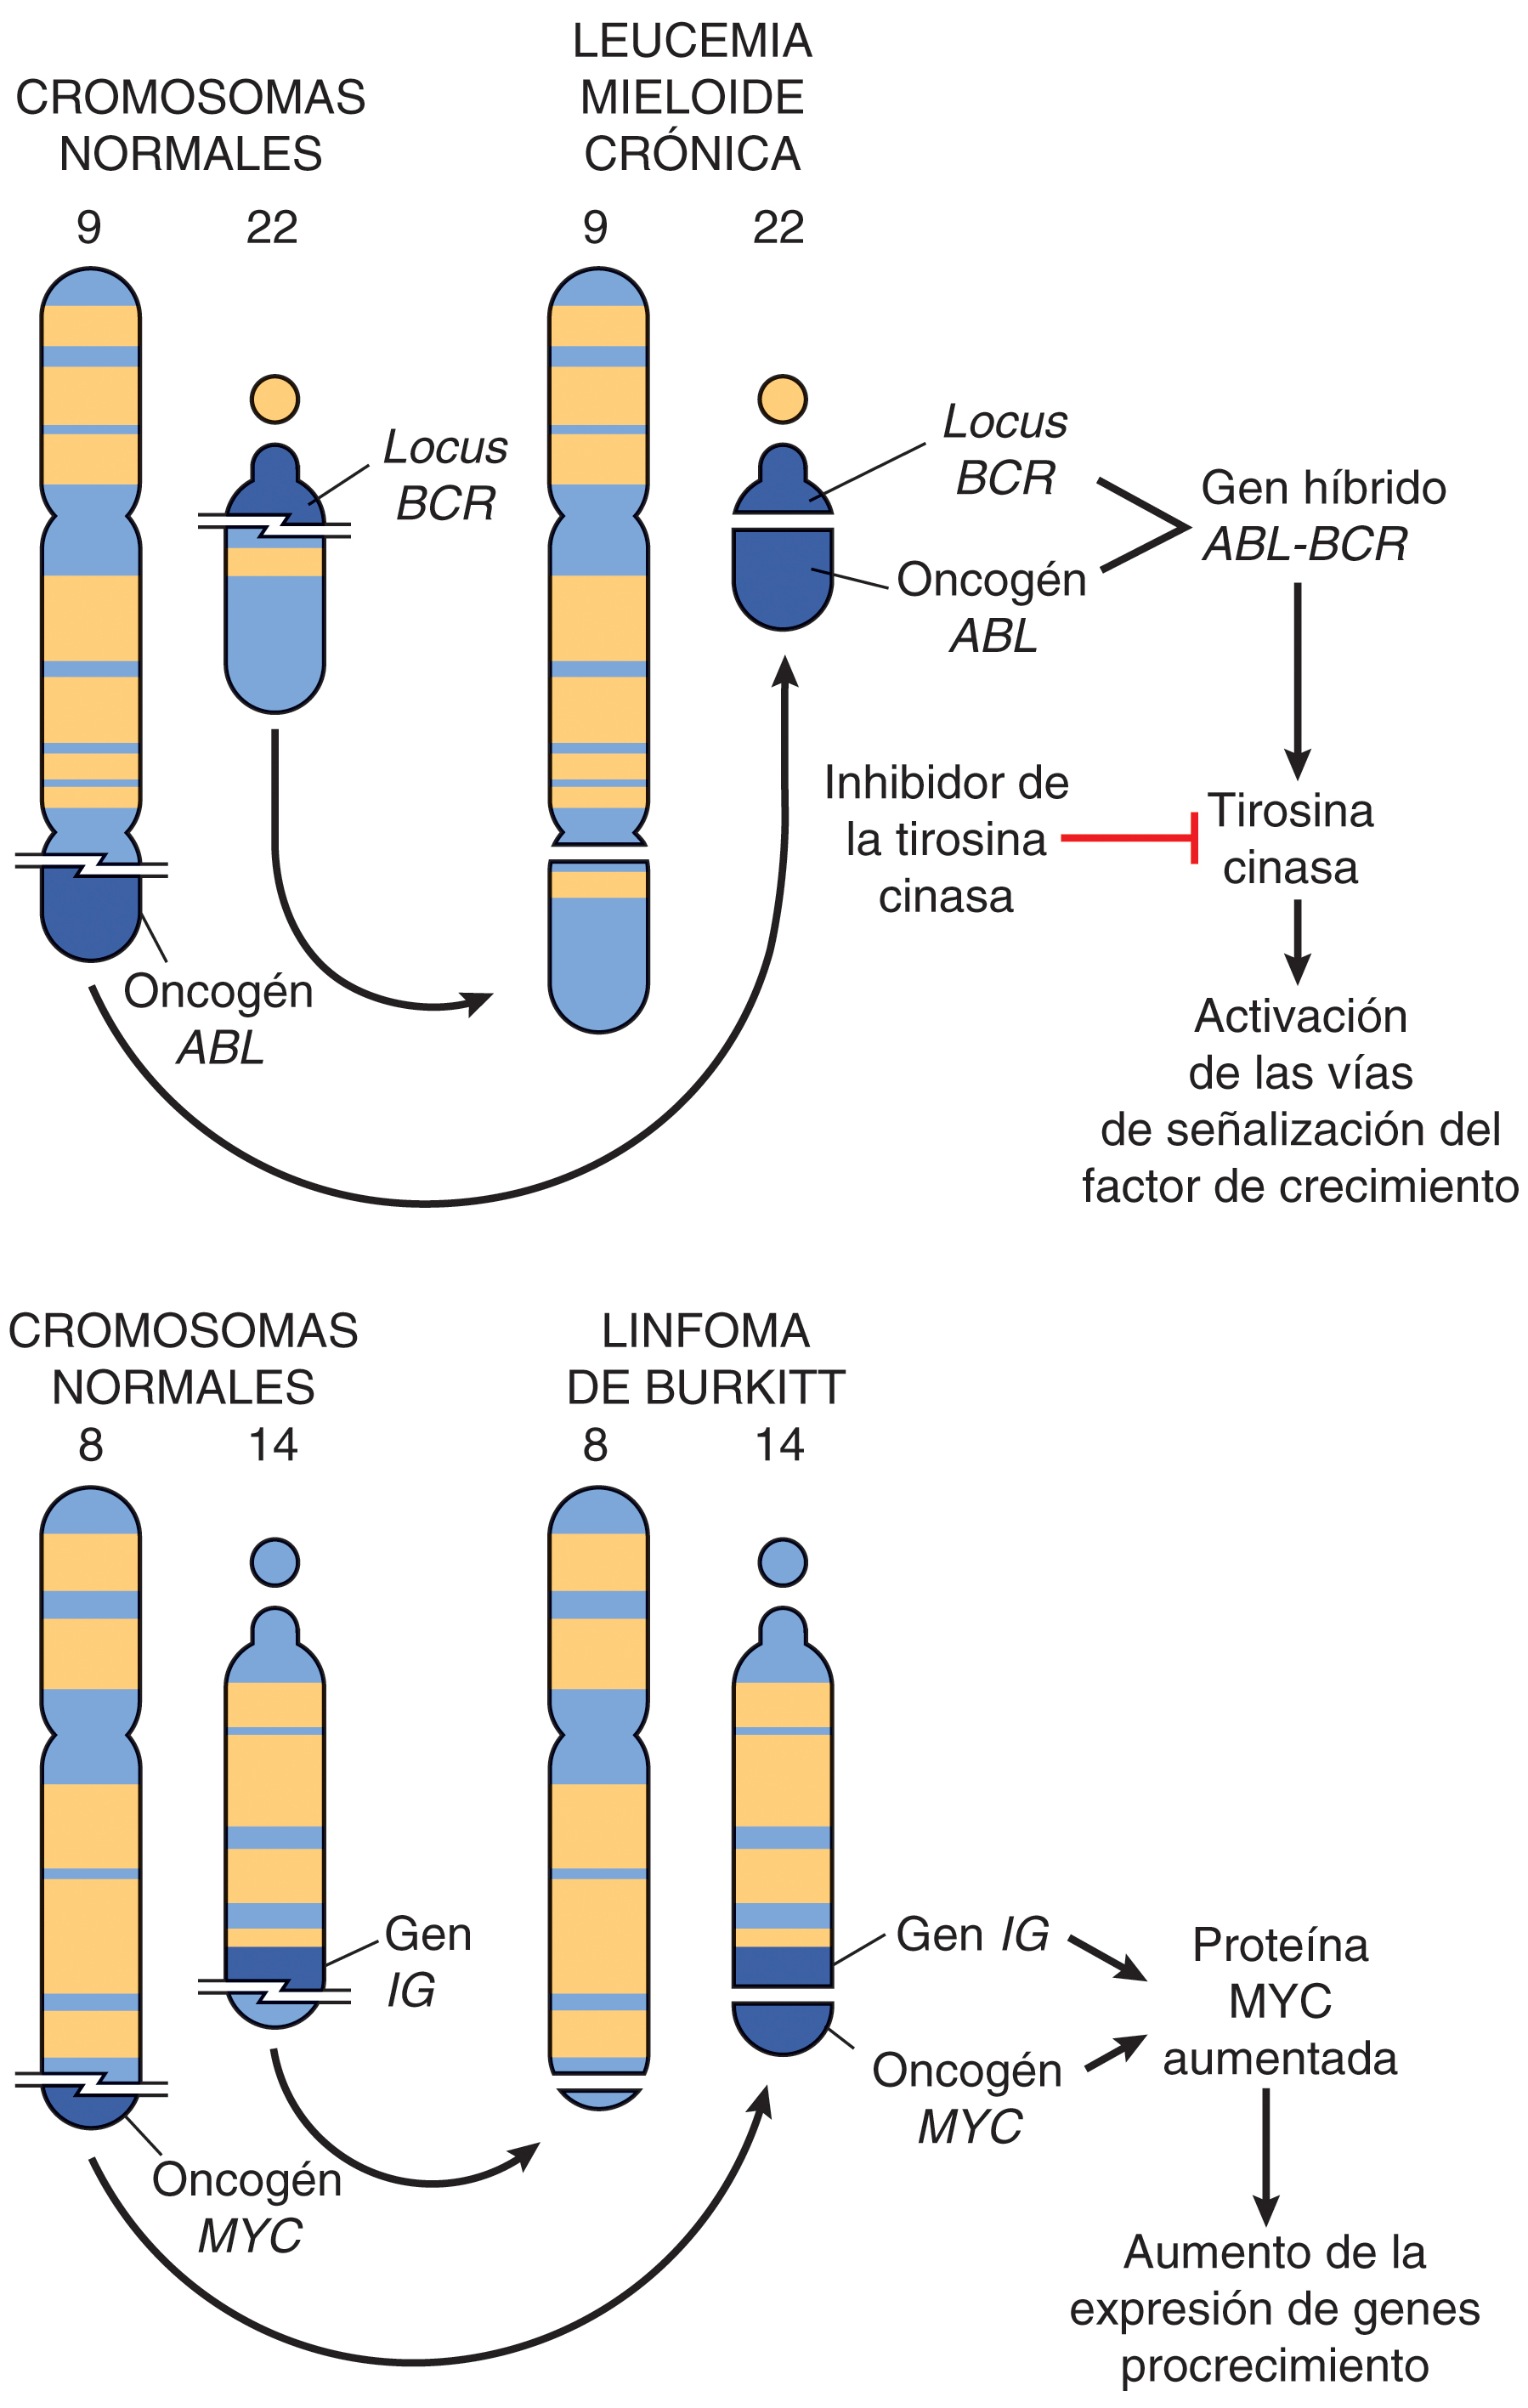 CROMOSOMAS
NORMALES
9
22
LEUCEMIA
MIELOIDE
CRÓNICA
9
22
Locus
BCR
Oncogén
ABL
Locus
BCR
Oncogén
ABL
Gen híbrido
ABL-BCR
Inhibidor de
la tirosina
cinasa
Tirosina
cinasa
Activación
de las vías
de señalización del
factor de crecimiento
CROMOSOMAS
NORMALES
8
14
LINFOMA
DE BURKITT
8
14
Gen
IG
Oncogén
MYC
Gen IG
Oncogén
MYC
Proteína
MYC
aumentada
Aumento de la
expresión de genes
procrecimiento